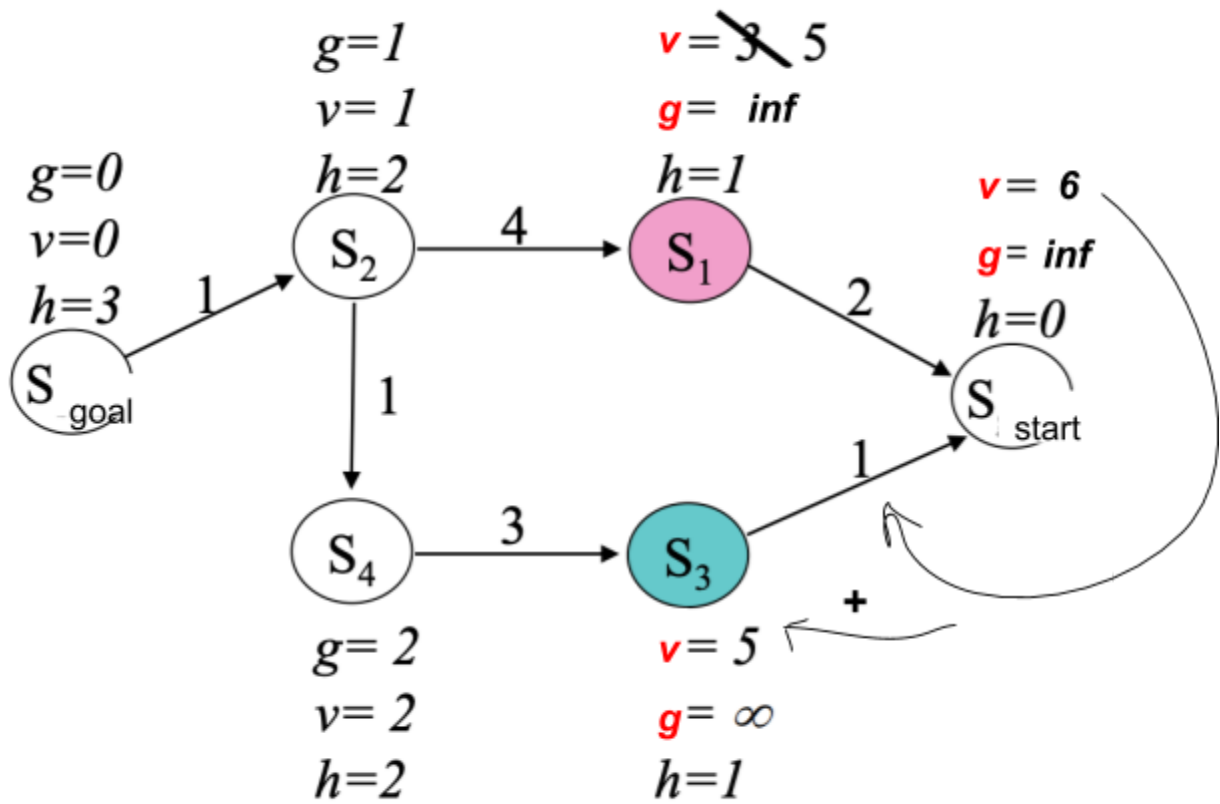 g=1
v= 1
h=2
v= 3 5
g= inf
h=1
g=0
v=0
h=3
v= 6
g= inf
h=0
S2
4
S1
1
2
S goal
1
S start
1
S4
3
S3
+
g= 2
v= 2
h=2
v= 5
g= ∞
h=1